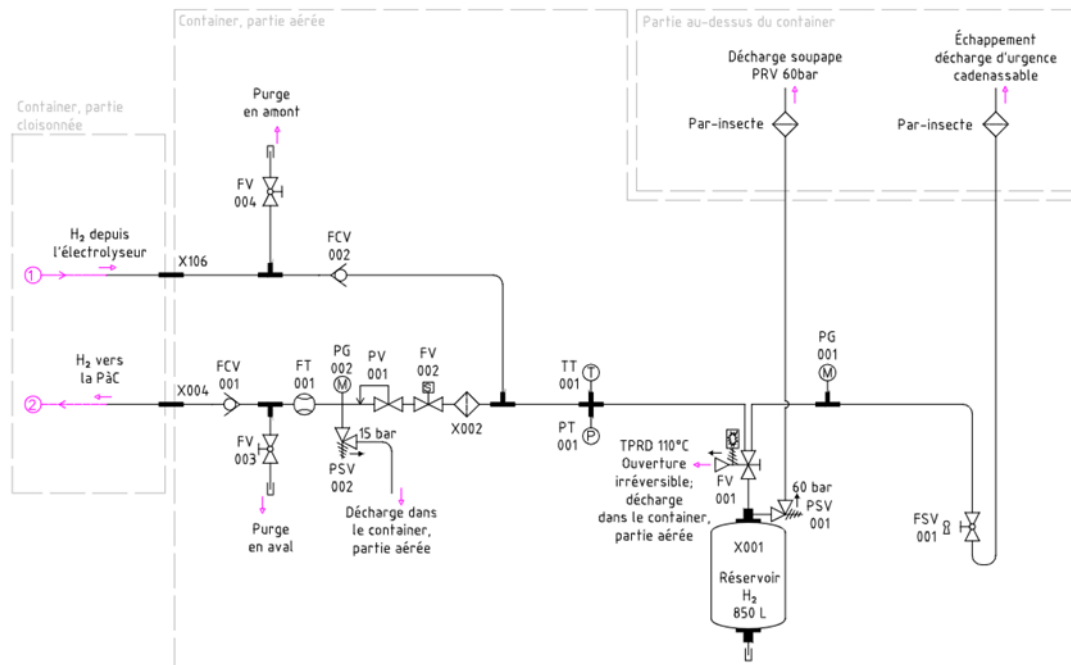 Container, partie aérée
Partie au-dessus du container
Décharge soupape
PRV 60bar
Échappement
décharge d'urgence
cadenassable
Purge
en amont
Container, partie
cloisonnée
Par-insecte
Par-insecte
FV
004
H₂ depuis
l'électrolyseur
FCV
002
X106
1
H₂ vers
la PàC
X004
FCV
001
FT
001
PG
002
M
PV
001
FV
002
S
TT
001
T
PG
001
M
2
X002
PT
001
P
15 bar
FV
003
PSV
002
TPRD 110°C
Ouverture
irréversible;
décharge
dans le container,
partie aérée
FV
001
60 bar
PSV
001
FSV
001
Purge
en aval
Décharge dans
le container,
partie aérée
X001
Réservoir
H₂
850 L